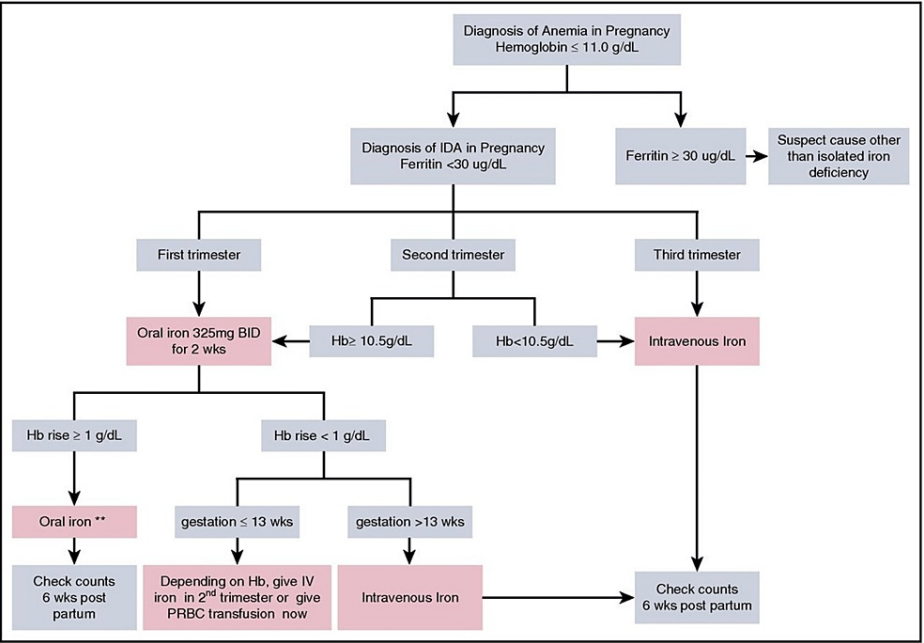 Diagnosis of Anemia in Pregnancy
Hemoglobin ≤ 11.0 g/dL
Diagnosis of IDA in Pregnancy
Ferritin <30 ug/dL
Ferritin ≥ 30 ug/dL
Suspect cause other
than isolated iron
deficiency
First trimester
Second trimester
Third trimester
Oral iron 325mg BID
for 2 wks
Hb≥ 10.5g/dL
Hb<10.5g/dL
Intravenous Iron
Hb rise ≥ 1 g/dL
Hb rise < 1 g/dL
Oral iron **
gestation ≤ 13 wks
gestation >13 wks
Check counts
6 wks post
partum
Depending on Hb, give IV
iron in 2nd trimester or give
PRBC transfusion now
Intravenous Iron
Check counts
6 wks post partum